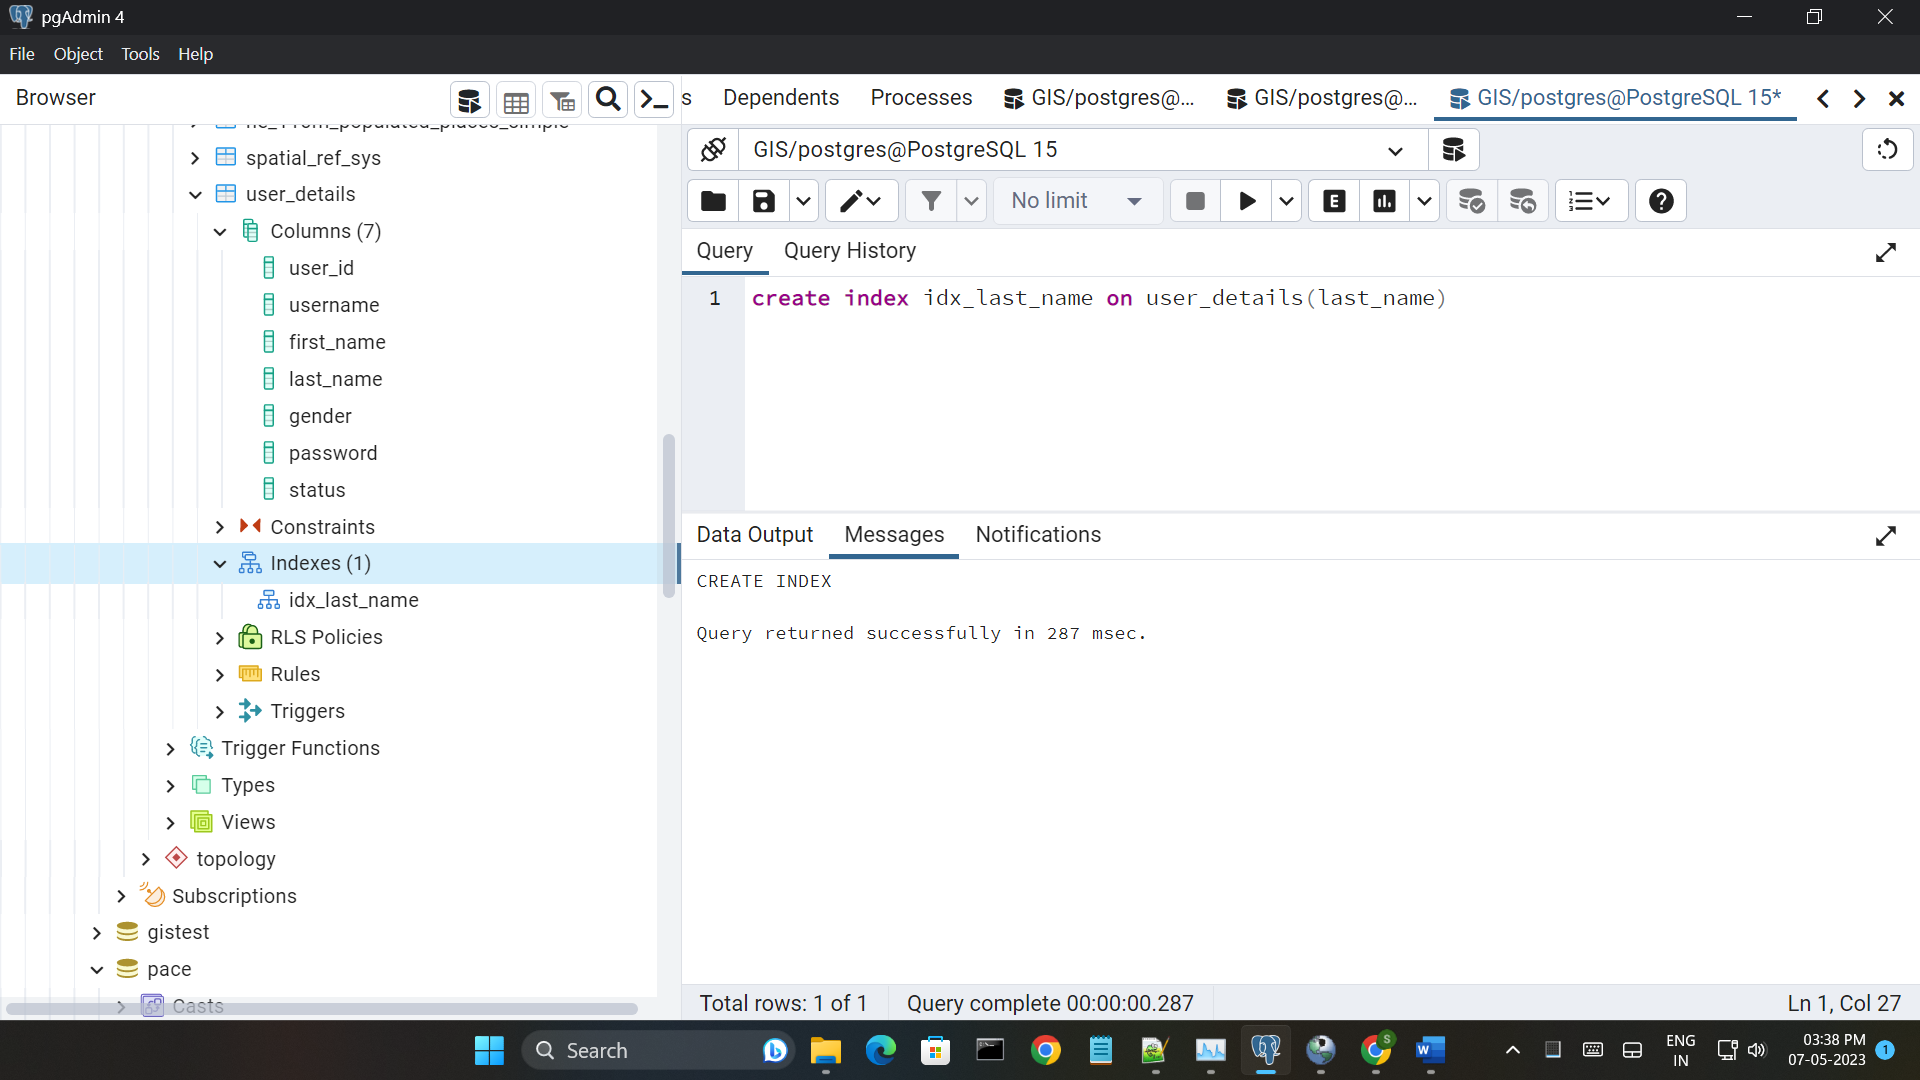 pgAdmin 4
File Object Tools Help
Browser
s Dependents Processes GIS/postgres@... GIS/postgres@... GIS/postgres@PostgreSQL 15*
spatial_ref_sys
user_details
Columns (7)
user_id
username
first_name
last_name
gender
password
status
Constraints
Indexes (1)
idx_last_name
RLS Policies
Rules
Triggers
Trigger Functions
Types
Views
topology
Subscriptions
gistest
pace
Casts
GIS/postgres@PostgreSQL 15
No limit
E
Query Query History
1 create index idx_last_name on user_details(last_name)
Data Output Messages Notifications
CREATE INDEX
Query returned successfully in 287 msec.
Total rows: 1 of 1 Query complete 00:00:00.287 Ln 1, Col 27
Search
S
W
ENG
IN
03:38 PM
07-05-2023
1